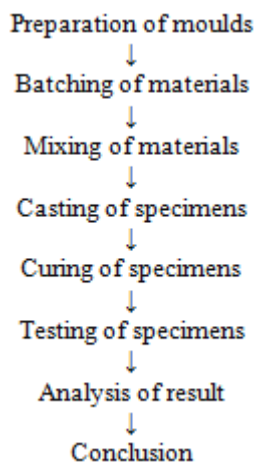 Preparation of moulds
↓
Batching of materials
↓
Mixing of materials
↓
Casting of specimens
↓
Curing of specimens
↓
Testing of specimens
↓
Analysis of result
↓
Conclusion